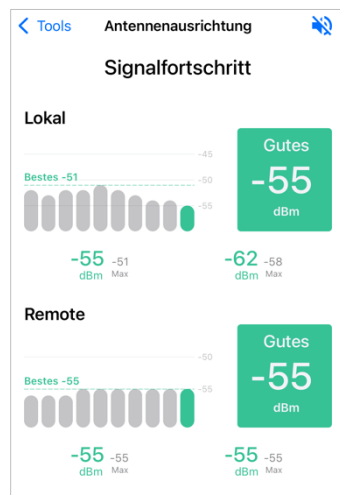 Tools
Antennenausrichtung
Signalfortschritt
Lokal
-45
Bestes -51
-50
-55
Gutes
-55
dBm
-55 -51
dBm Max
-62 -58
dBm Max
Remote
-50
Bestes -55
-55
Gutes
-55
dBm
-55 -55
dBm Max
-55 -55
dBm Max